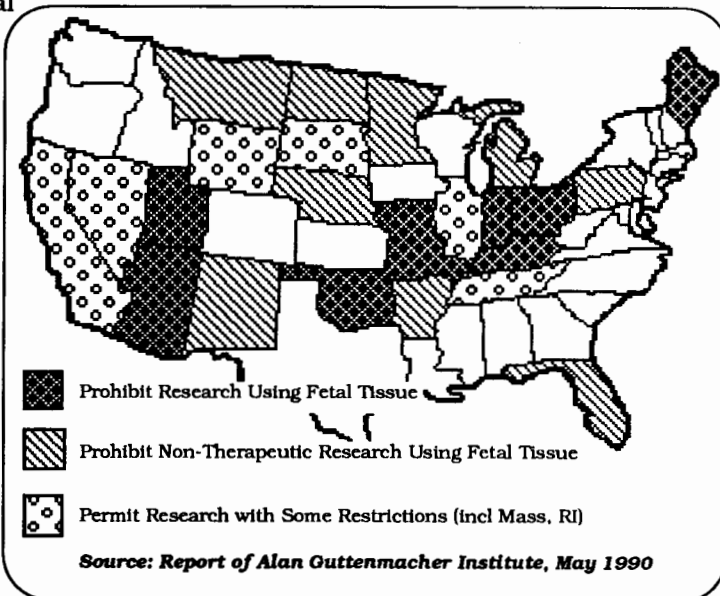 al
Prohibit Research Using Fetal Tissue
Prohibit Non-Therapeutic Research Using Fetal Tissue
Permit Research with Some Restrictions (incl Mass, RI)
Source: Report of Alan Guttenmacher Institute, May 1990